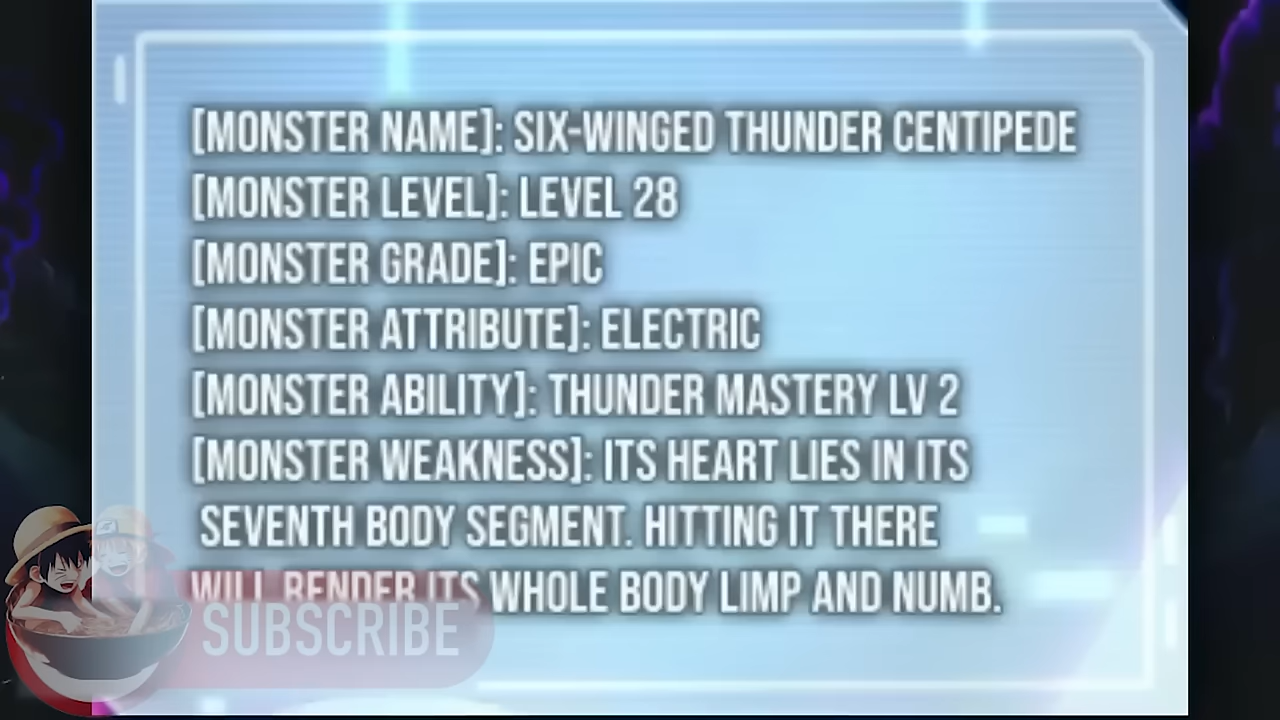 [MONSTER NAME]: SIX-WINGED THUNDER CENTIPEDE
[MONSTER LEVEL]: LEVEL 28
[MONSTER GRADE]: EPIC
[MONSTER ATTRIBUTE]: ELECTRIC
[MONSTER ABILITY]: THUNDER MASTERY LV 2
[MONSTER WEAKNESS]: ITS HEART LIES IN ITS
SEVENTH BODY SEGMENT. HITTING IT THERE
WILL RENDER ITS WHOLE BODY LIMP AND NUMB.
SUBSCRIBE